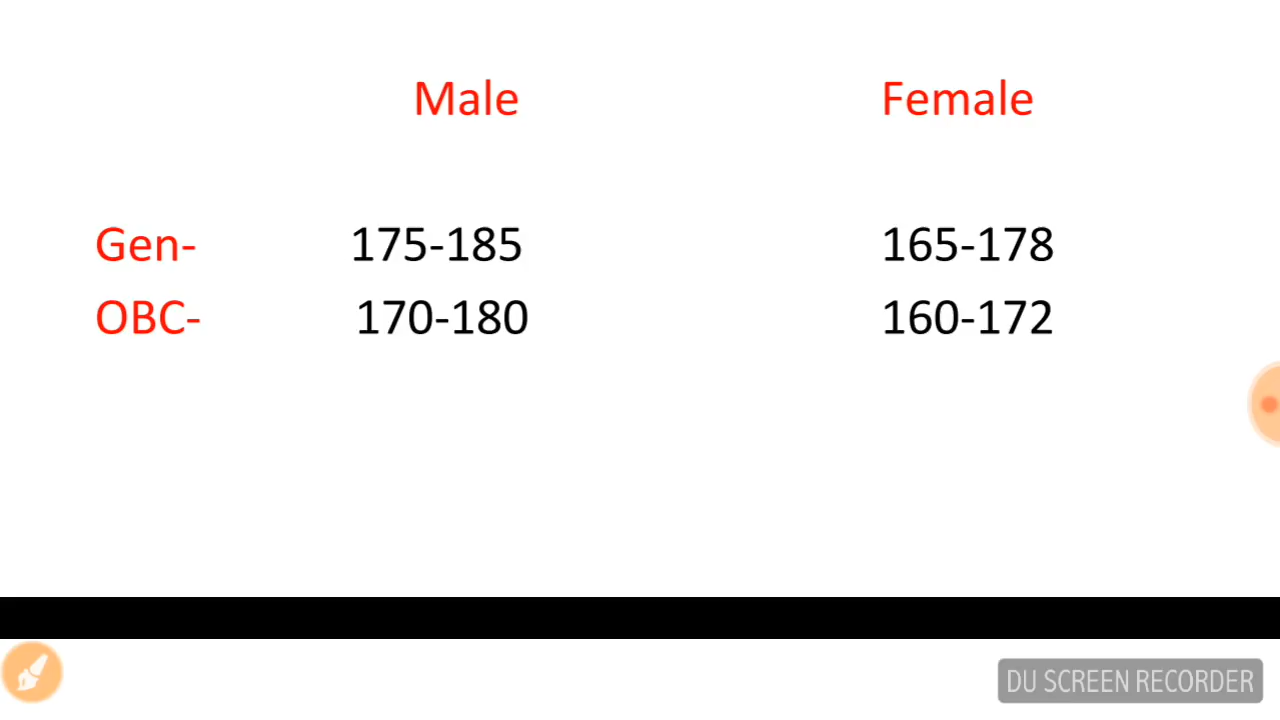 Male Female
Gen- 175-185 165-178
OBC- 170-180 160-172
DU SCREEN RECORDER